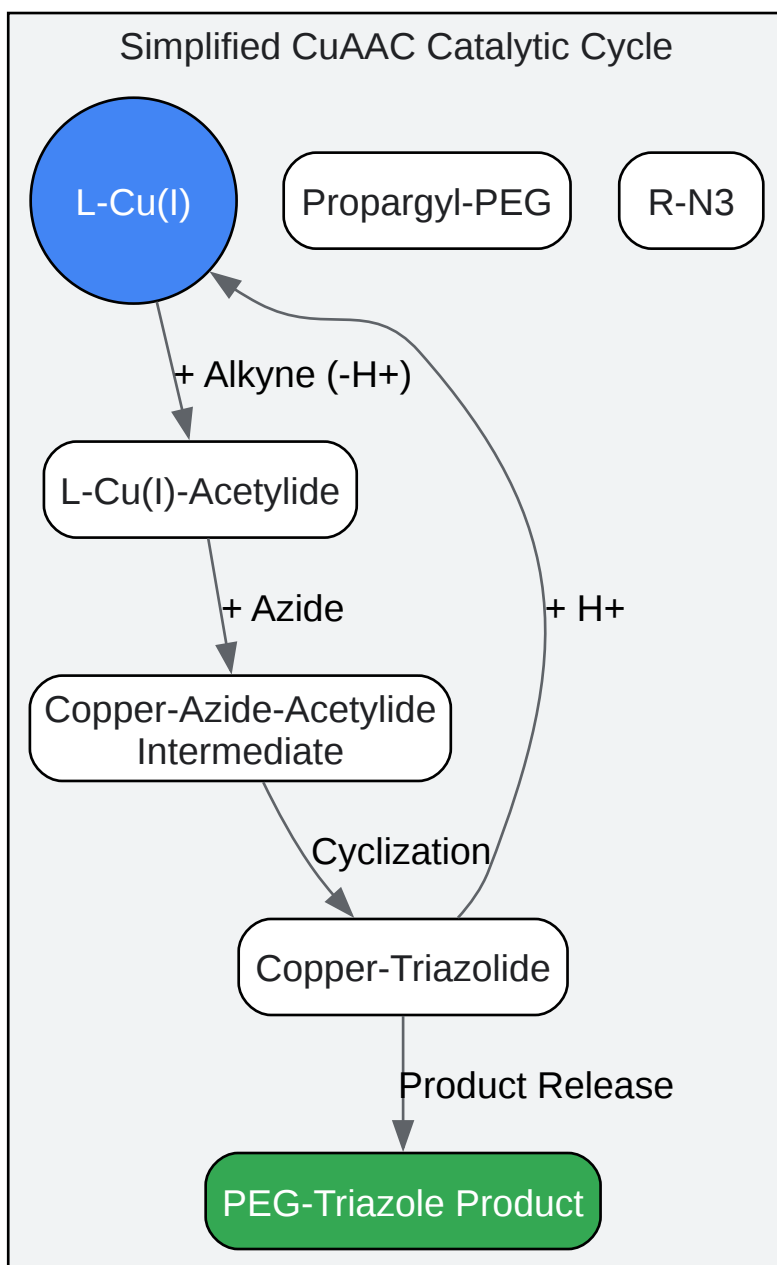 Simplified CuAAC Catalytic Cycle
L-Cu(I)
Propargyl-PEG
R-N3
+ Alkyne (-H+)
L-Cu(I)-Acetylide
+ Azide
+ H+
Copper-Azide-Acetylide
Intermediate
Cyclization
Copper-Triazolide
Product Release
PEG-Triazole Product